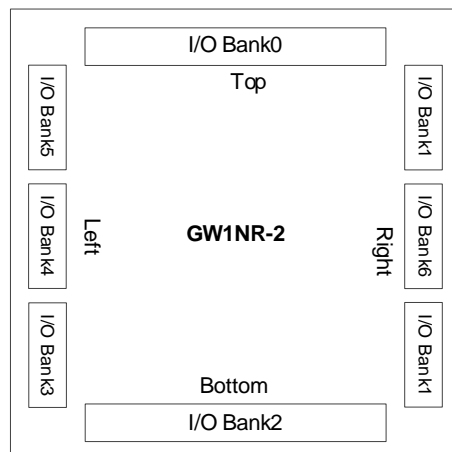 I/O Bank0
Top
I/O Bank5
I/O Bank1
I/O Bank4
Left
GW1NR-2
Right
I/O Bank6
I/O Bank3
I/O Bank1
Bottom
I/O Bank2